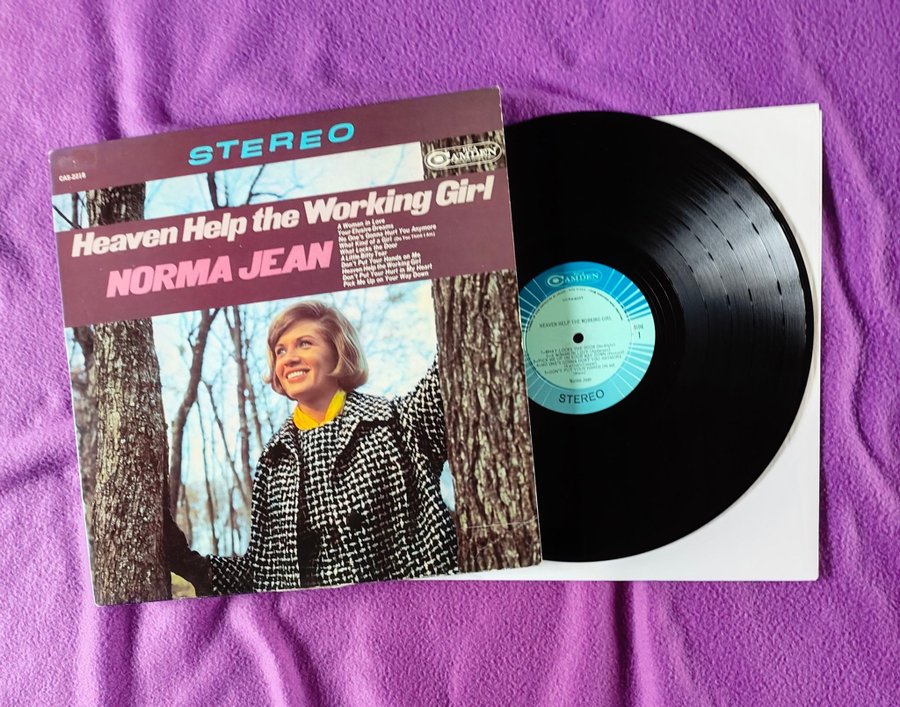 STEREO
CAS-2218
RCA
CAMDEN
Heaven Help the Working Girl
NORMA JEAN
A Woman in Love
Your Elusive Dreams
No One's Gonna Hurt You Anymore
What Kind of a Girl (Do You Think I Am)
What Locks the Door
A Little Bitty Tear
Don't Put Your Hands on Me
Heaven Help the Working Girl
Don't Put Your Hurt in My Heart
Pick Me Up on Your Way Down
CAMDEN
HEAVEN HELP THE WORKING GIRL
SIDE
1
Norma Jean
STEREO